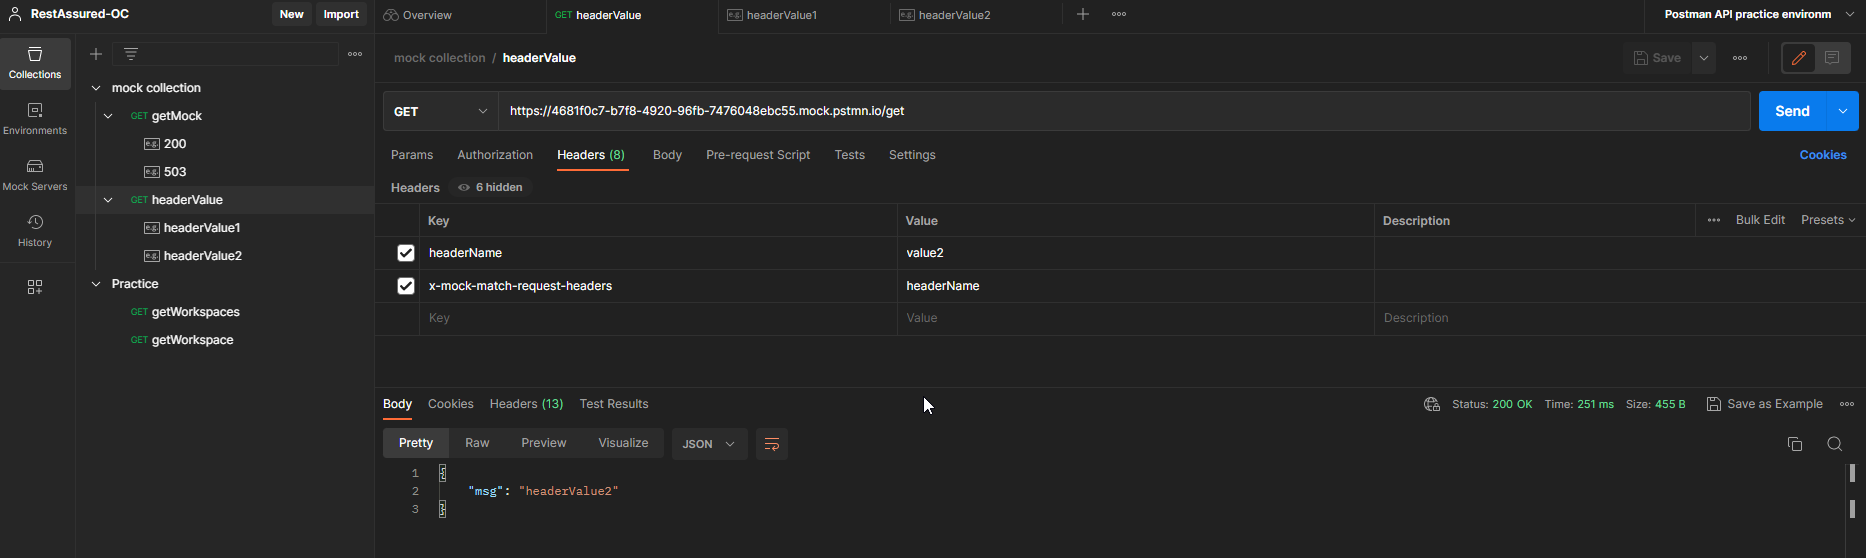 RestAssured-OC New Import
Overview GET headerValue e.g. headerValue1 e.g. headerValue2 Postman API practice environm
Collections
Environments
Mock Servers
History
mock collection
GET getMock
e.g. 200
e.g. 503
GET headerValue
e.g. headerValue1
e.g. headerValue2
Practice
GET getWorkspaces
GET getWorkspace
mock collection / headerValue Save
GET https://4681f0c7-b7f8-4920-96fb-7476048ebc55.mock.pstmn.io/get Send
Params Authorization Headers (8) Body Pre-request Script Tests Settings Cookies
Headers 6 hidden
Key Value Description Bulk Edit Presets
headerName value2
x-mock-match-request-headers headerName
Key Value Description
Body Cookies Headers (13) Test Results Status: 200 OK Time: 251 ms Size: 455 B Save as Example
Pretty Raw Preview Visualize JSON
1 {
2 "msg": "headerValue2"
3 }